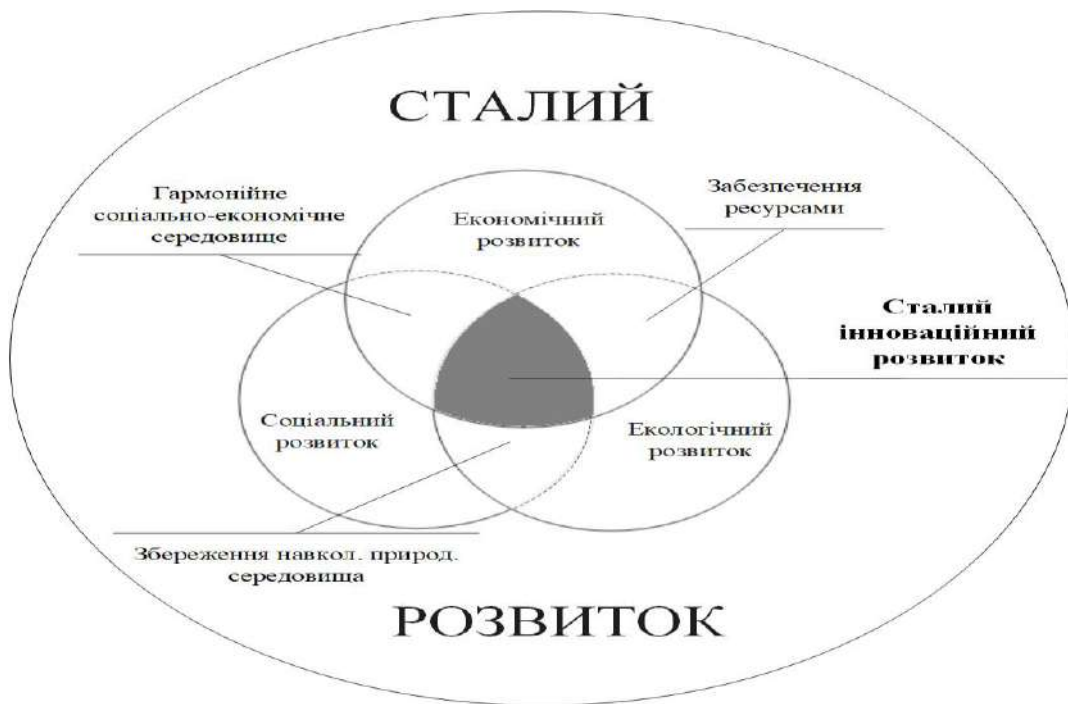 СТАЛИЙ
Гармонійне
соціально-економічне
середовище
Економічний
розвиток
Забезпечення
ресурсами
Сталий
інноваційний
розвиток
Соціальний
розвиток
Екологічний
розвиток
Збереження навкол. природ.
середовища
РОЗВИТОК